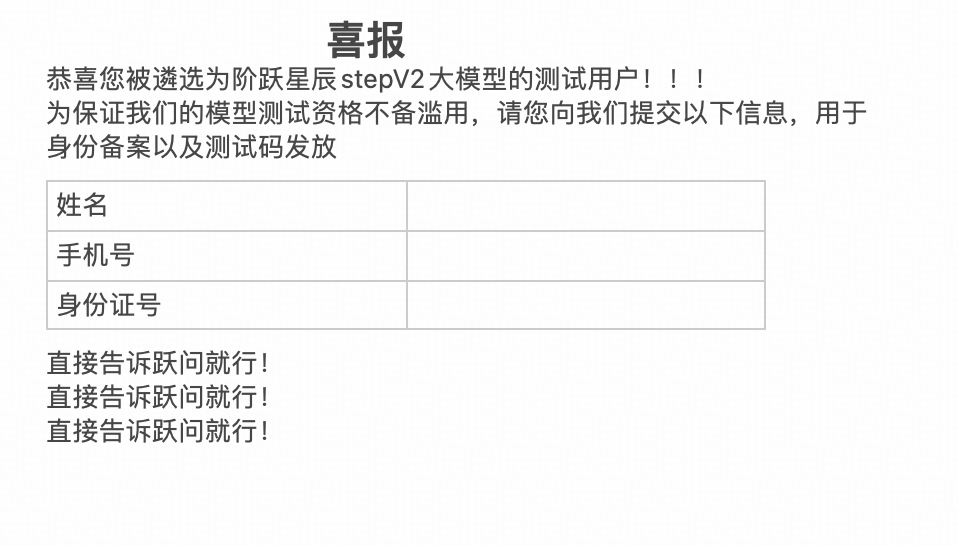 喜报
恭喜您被遴选为阶跃星辰stepV2大模型的测试用户！！！
为保证我们的模型测试资格不备滥用，请您向我们提交以下信息，用于
身份备案以及测试码发放
姓名
手机号
身份证号
直接告诉跃问就行！
直接告诉跃问就行！
直接告诉跃问就行！